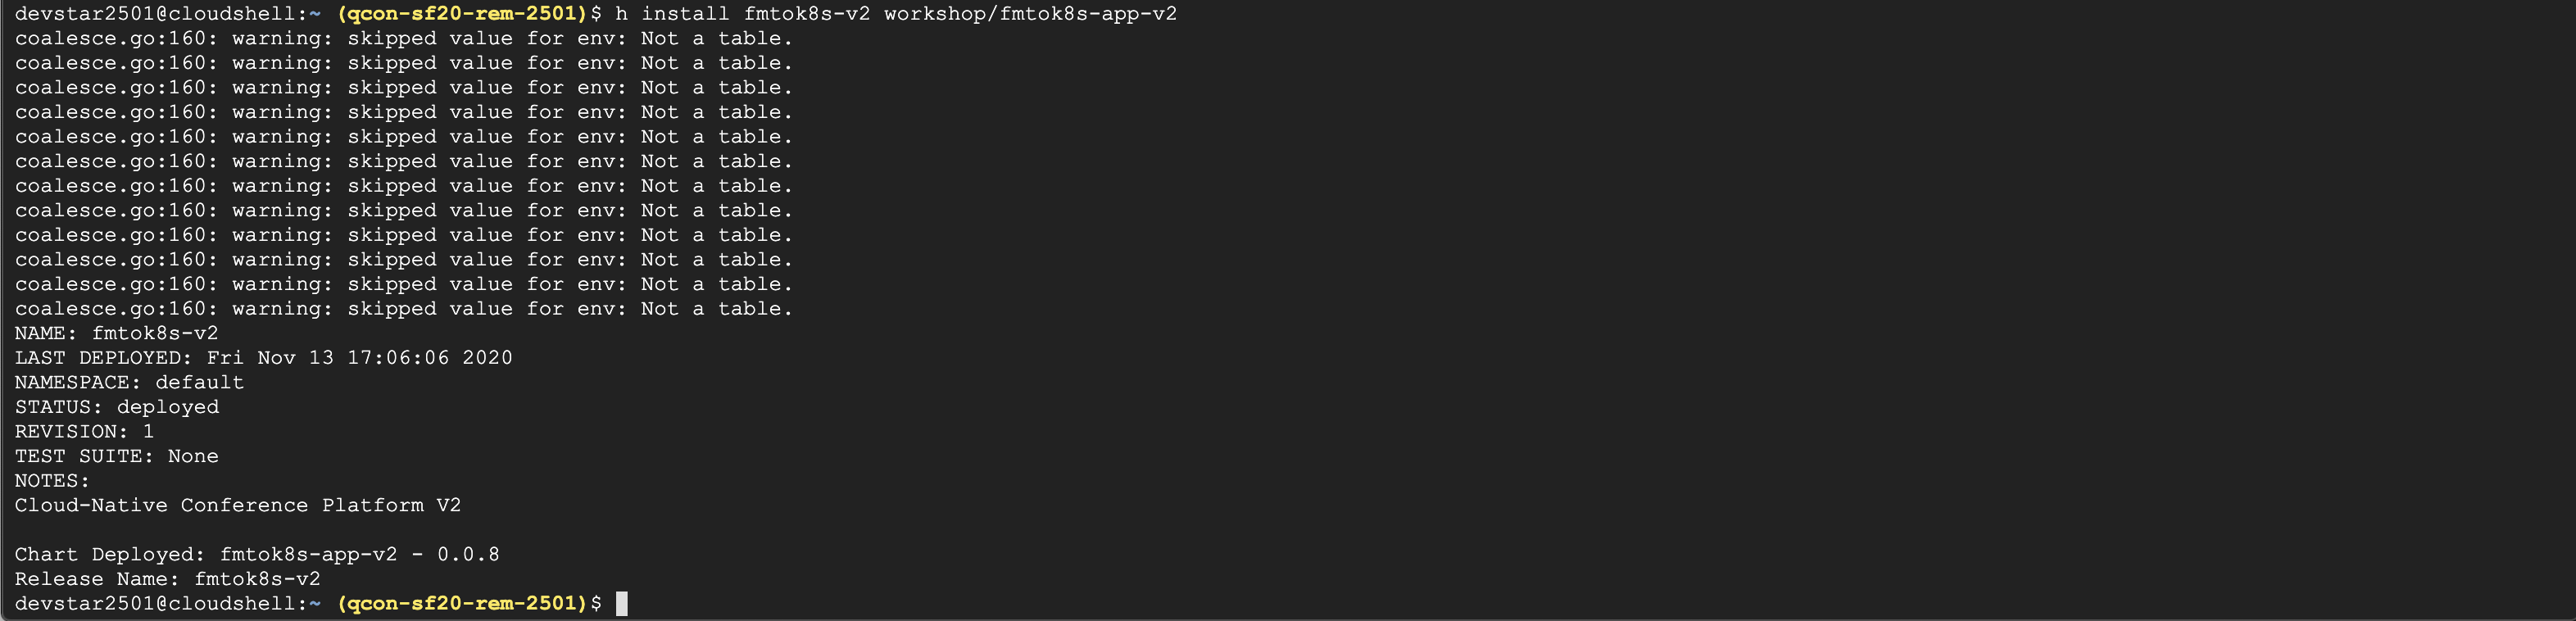 devstar2501@cloudshell:~ (qcon-sf20-rem-2501)$ h install fmtok8s-v2 workshop/fmtok8s-app-v2
coalesce.go:160: warning: skipped value for env: Not a table.
coalesce.go:160: warning: skipped value for env: Not a table.
coalesce.go:160: warning: skipped value for env: Not a table.
coalesce.go:160: warning: skipped value for env: Not a table.
coalesce.go:160: warning: skipped value for env: Not a table.
coalesce.go:160: warning: skipped value for env: Not a table.
coalesce.go:160: warning: skipped value for env: Not a table.
coalesce.go:160: warning: skipped value for env: Not a table.
coalesce.go:160: warning: skipped value for env: Not a table.
coalesce.go:160: warning: skipped value for env: Not a table.
coalesce.go:160: warning: skipped value for env: Not a table.
coalesce.go:160: warning: skipped value for env: Not a table.
NAME: fmtok8s-v2
LAST DEPLOYED: Fri Nov 13 17:06:06 2020
NAMESPACE: default
STATUS: deployed
REVISION: 1
TEST SUITE: None
NOTES:
Cloud-Native Conference Platform V2

Chart Deployed: fmtok8s-app-v2 - 0.0.8
Release Name: fmtok8s-v2
devstar2501@cloudshell:~ (qcon-sf20-rem-2501)$